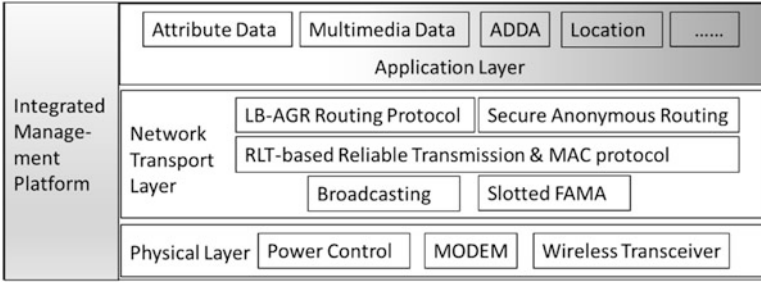 Attribute Data Multimedia Data ADDA Location ......
Application Layer
Integrated
Manage-
ment
Platform
Network
Transport
Layer
LB-AGR Routing Protocol Secure Anonymous Routing
RLT-based Reliable Transmission & MAC protocol
Broadcasting Slotted FAMA
Physical Layer Power Control MODEM Wireless Transceiver